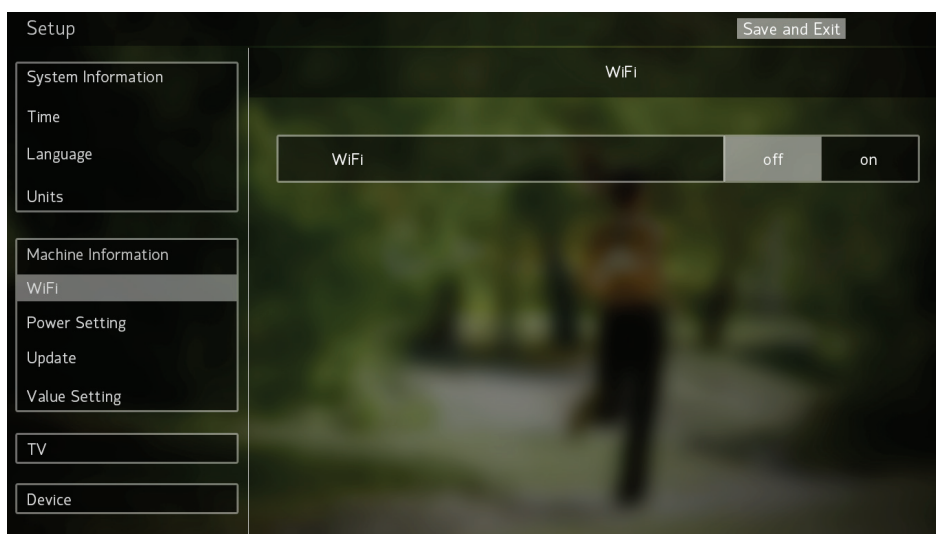 Setup
Save and Exit
System Information
Time
Language
Units
Machine Information
WiFi
Power Setting
Update
Value Setting
TV
Device
WiFi
WiFi off on